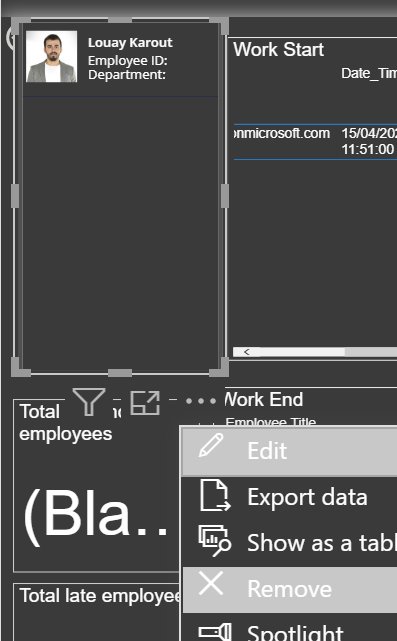 Louay Karout
Employee ID:
Department:
Work Start
Date_Tim
onmicrosoft.com
15/04/202
11:51:00
Total
employees
Work End
Employee Title
(Bla...
Edit
Export data
Show as a tabl
Remove
Total late employee
Spotlight